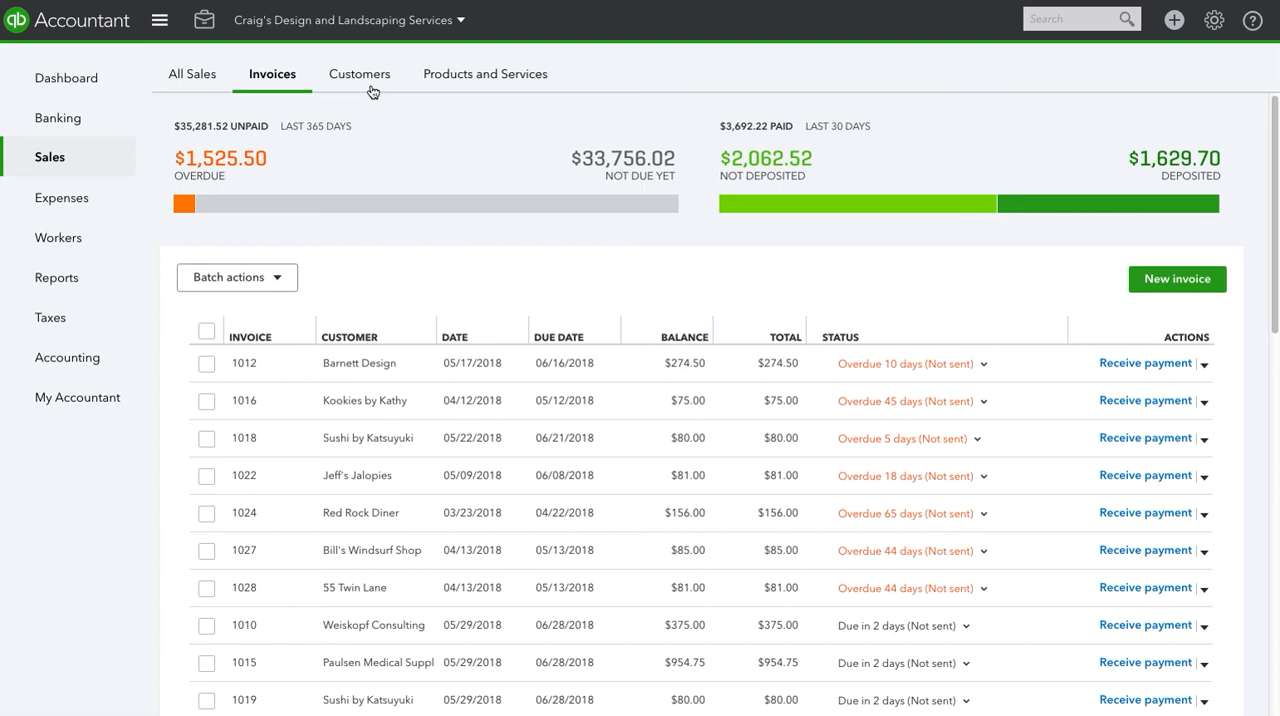 qb Accountant Craig's Design and Landscaping Services Search
Dashboard
Banking
Sales
Expenses
Workers
Reports
Taxes
Accounting
My Accountant
All Sales Invoices Customers Products and Services
$35,281.52 UNPAID LAST 365 DAYS $3,692.22 PAID LAST 30 DAYS
$1,525.50 $33,756.02 $2,062.52 $1,629.70
OVERDUE NOT DUE YET NOT DEPOSITED DEPOSITED
Batch actions New invoice
INVOICE CUSTOMER DATE DUE DATE BALANCE TOTAL STATUS ACTIONS
1012 Barnett Design 05/17/2018 06/16/2018 $274.50 $274.50 Overdue 10 days (Not sent) Receive payment
1016 Kookies by Kathy 04/12/2018 05/12/2018 $75.00 $75.00 Overdue 45 days (Not sent) Receive payment
1018 Sushi by Katsuyuki 05/22/2018 06/21/2018 $80.00 $80.00 Overdue 5 days (Not sent) Receive payment
1022 Jeff's Jalopies 05/09/2018 06/08/2018 $81.00 $81.00 Overdue 18 days (Not sent) Receive payment
1024 Red Rock Diner 03/23/2018 04/22/2018 $156.00 $156.00 Overdue 65 days (Not sent) Receive payment
1027 Bill's Windsurf Shop 04/13/2018 05/13/2018 $85.00 $85.00 Overdue 44 days (Not sent) Receive payment
1028 55 Twin Lane 04/13/2018 05/13/2018 $81.00 $81.00 Overdue 44 days (Not sent) Receive payment
1010 Weiskopf Consulting 05/29/2018 06/28/2018 $375.00 $375.00 Due in 2 days (Not sent) Receive payment
1015 Paulsen Medical Suppl 05/29/2018 06/28/2018 $954.75 $954.75 Due in 2 days (Not sent) Receive payment
1019 Sushi by Katsuyuki 05/29/2018 06/28/2018 $80.00 $80.00 Due in 2 days (Not sent) Receive payment